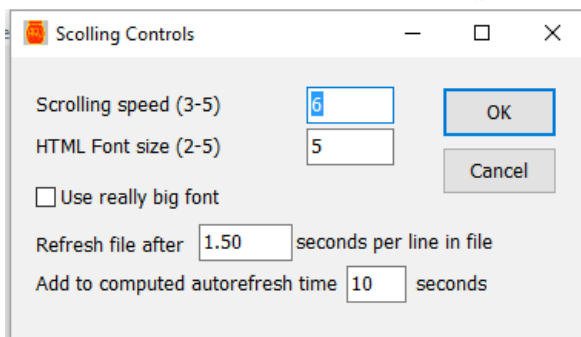 Scolling Controls
Scrolling speed (3-5) 6 OK
HTML Font size (2-5) 5
Cancel
Use really big font
Refresh file after 1.50 seconds per line in file
Add to computed autorefresh time 10 seconds